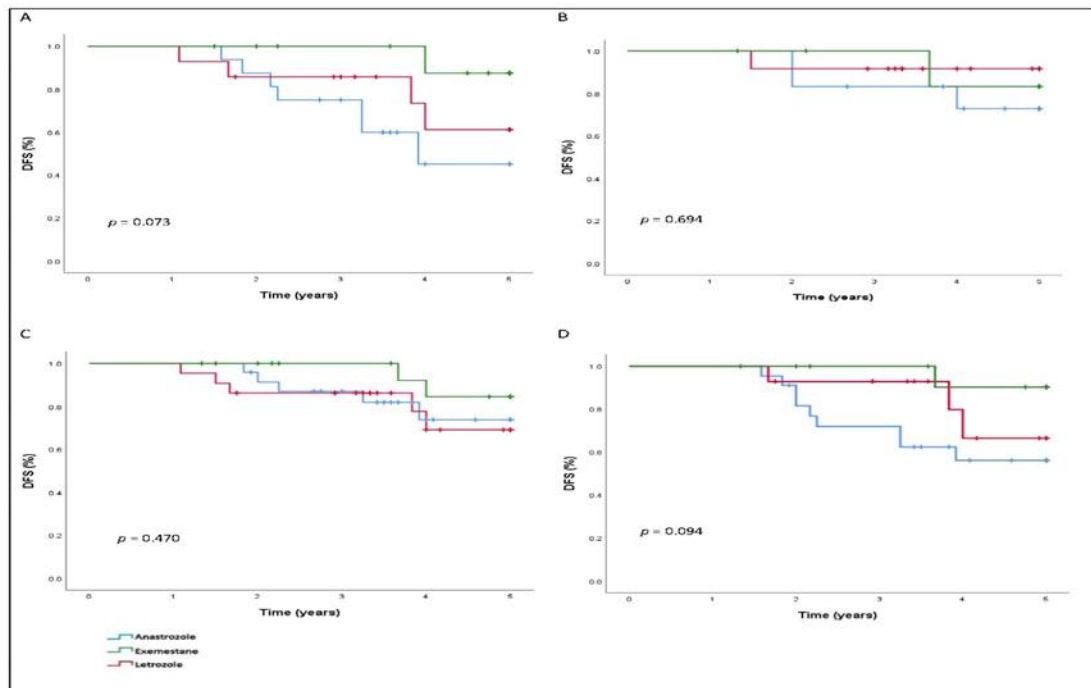 A
1.0
0.8
0.6
0.4
0.2
0.0
DFS (%)
p = 0.073
0 1 2 3 4 5
Time (years)
B
1.0
0.8
0.6
0.4
0.2
0.0
DFS (%)
p = 0.694
0 1 2 3 4 5
Time (years)
C
1.0
0.8
0.6
0.4
0.2
0.0
DFS (%)
p = 0.470
0 1 2 3 4 5
Time (years)
D
1.0
0.8
0.6
0.4
0.2
0.0
DFS (%)
p = 0.094
0 1 2 3 4 5
Time (years)
Anastrozole
Exemestane
Letrozole